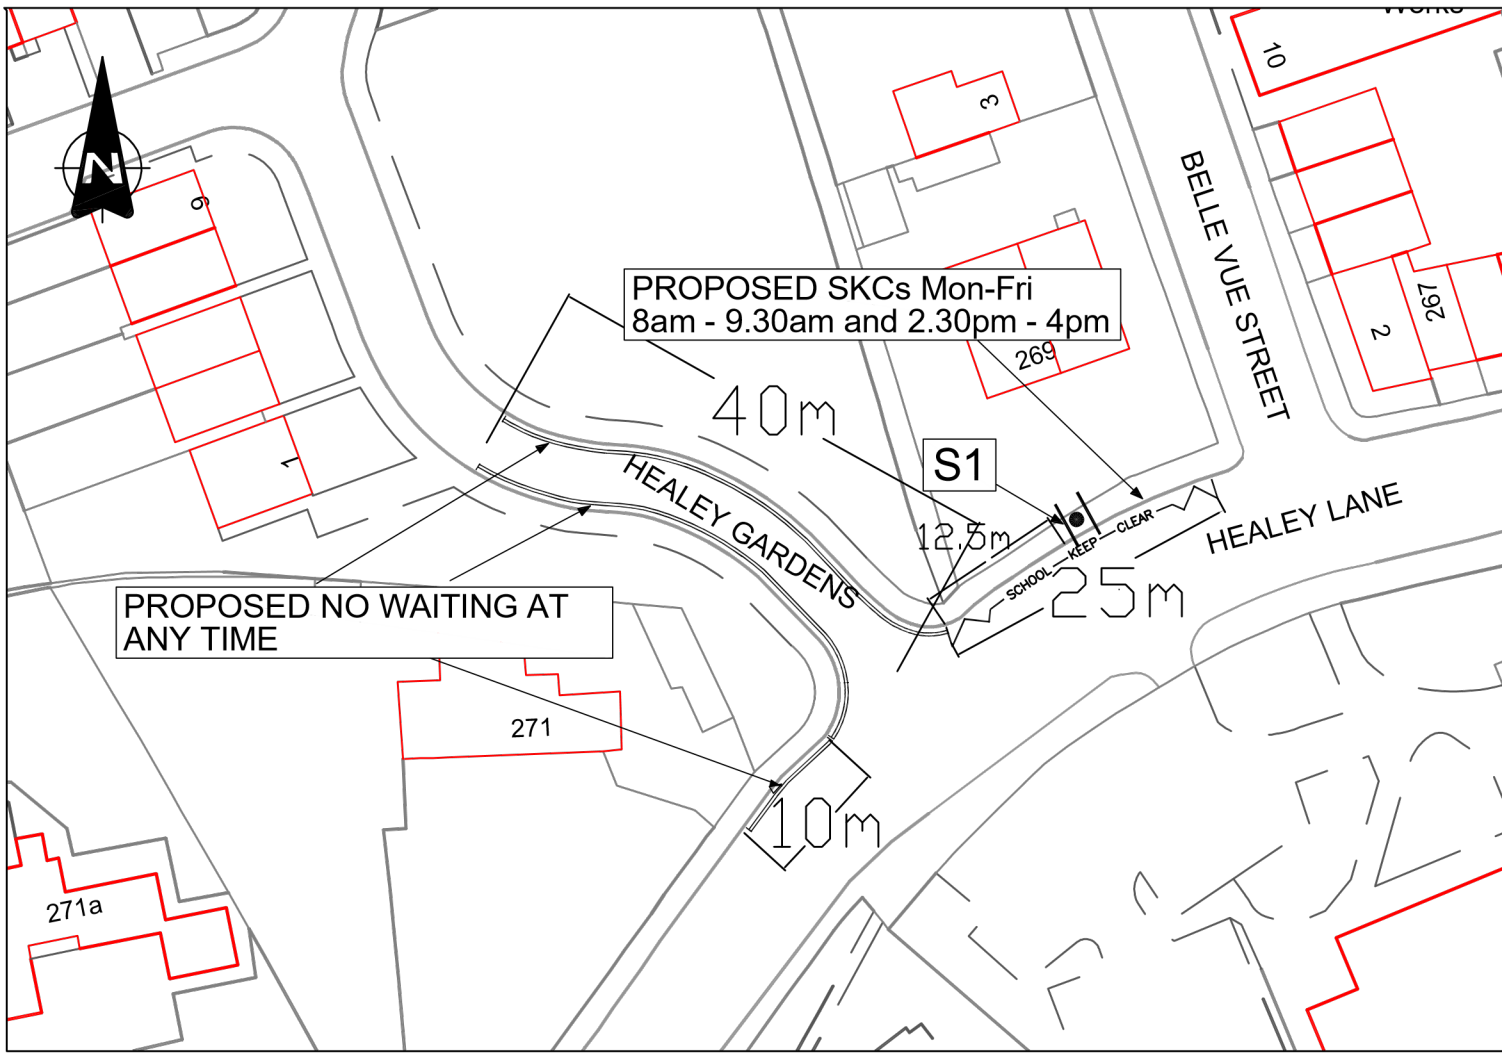 Works
10
3
N
9
BELLE VUE STREET
PROPOSED SKCs Mon-Fri
8am - 9.30am and 2.30pm - 4pm
267
2
269
40m
1
S1
HEALEY GARDENS
12.5m
SCHOOL KEEP CLEAR
HEALEY LANE
25m
PROPOSED NO WAITING AT
ANY TIME
271
10m
271a